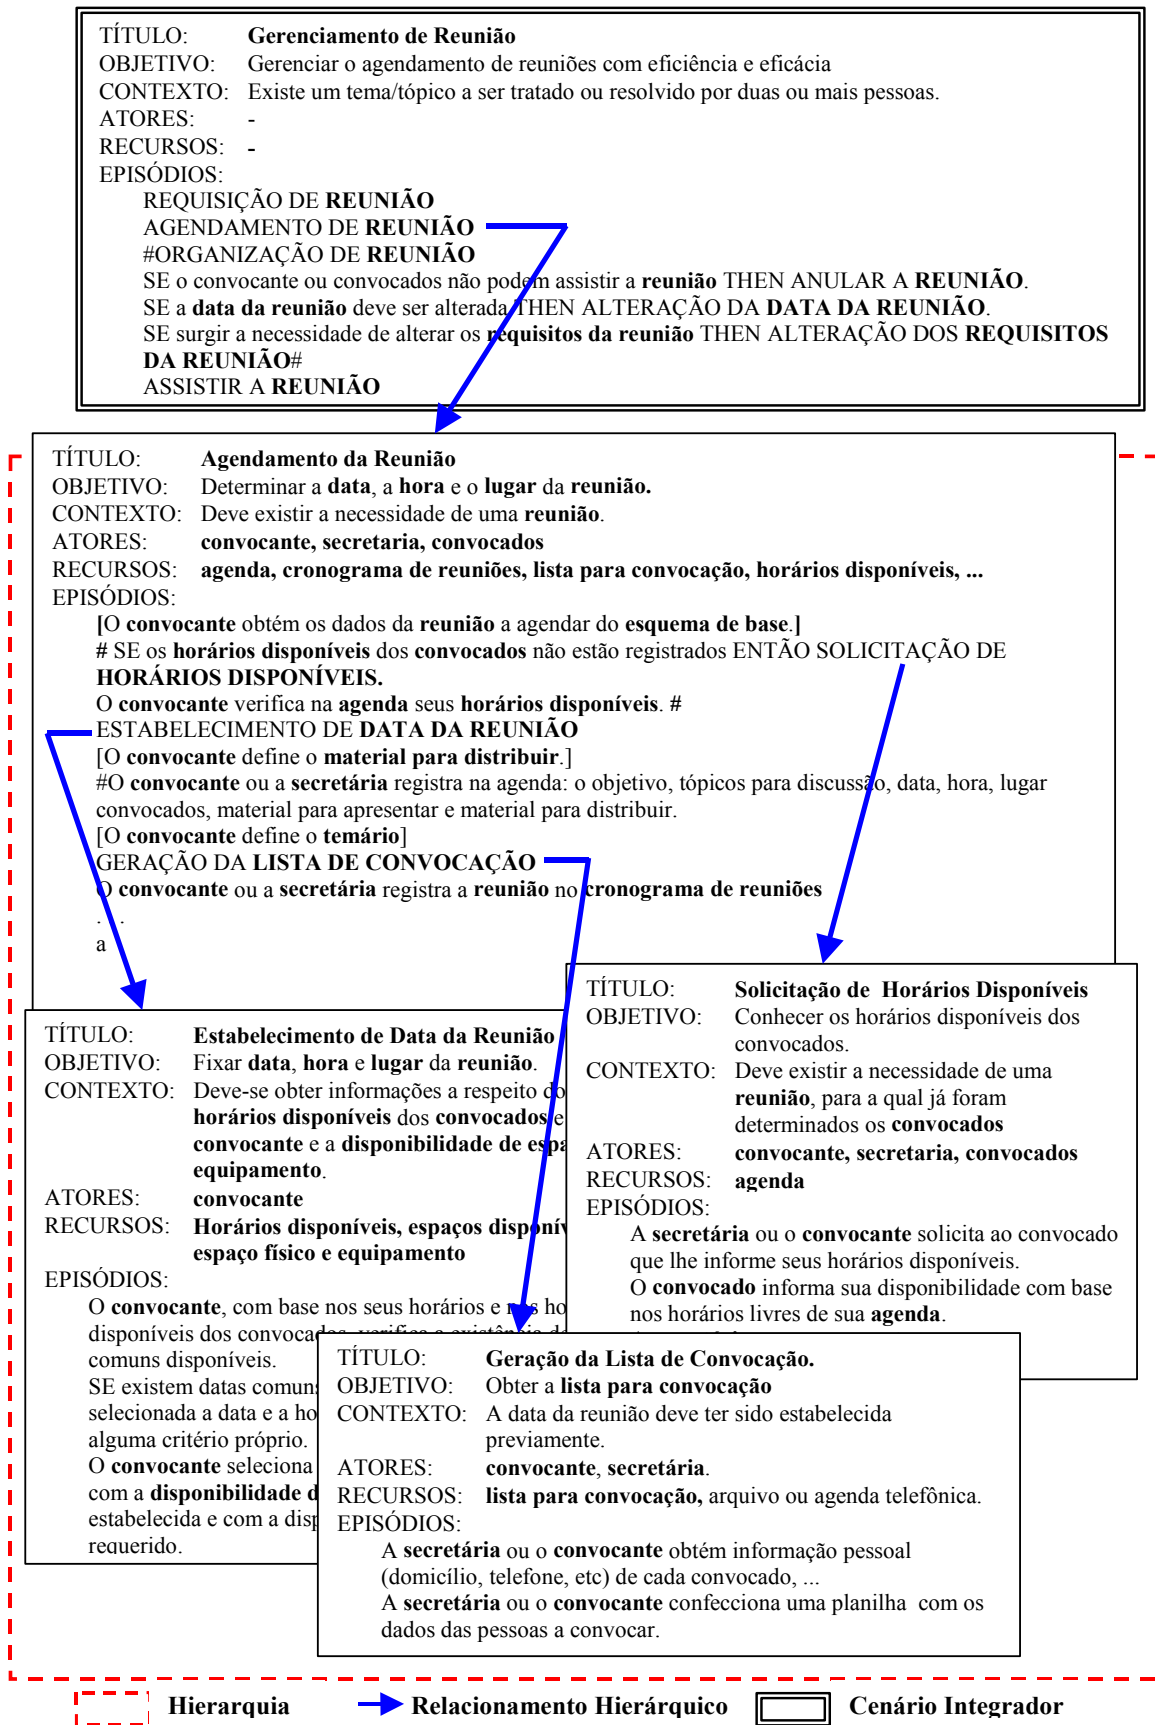 TÍTULO: Gerenciamento de Reunião
OBJETIVO: Gerenciar o agendamento de reuniões com eficiência e eficácia
CONTEXTO: Existe um tema/tópico a ser tratado ou resolvido por duas ou mais pessoas.
ATORES: -
RECURSOS: -
EPISÓDIOS:
REQUISIÇÃO DE REUNIÃO
AGENDAMENTO DE REUNIÃO
#ORGANIZAÇÃO DE REUNIÃO
SE o convocante ou convocados não podem assistir a reunião THEN ANULAR A REUNIÃO.
SE a data da reunião deve ser alterada THEN ALTERAÇÃO DA DATA DA REUNIÃO.
SE surgir a necessidade de alterar os requisitos da reunião THEN ALTERAÇÃO DOS REQUISITOS
DA REUNIÃO#
ASSISTIR A REUNIÃO
TÍTULO: Agendamento da Reunião
OBJETIVO: Determinar a data, a hora e o lugar da reunião.
CONTEXTO: Deve existir a necessidade de uma reunião.
ATORES: convocante, secretaria, convocados
RECURSOS: agenda, cronograma de reuniões, lista para convocação, horários disponíveis, ...
EPISÓDIOS:
[O convocante obtém os dados da reunião a agendar do esquema de base.]
# SE os horários disponíveis dos convocados não estão registrados ENTÃO SOLICITAÇÃO DE
HORÁRIOS DISPONÍVEIS.
O convocante verifica na agenda seus horários disponíveis. #
ESTABELECIMENTO DE DATA DA REUNIÃO
[O convocante define o material para distribuir.]
#O convocante ou a secretária registra na agenda: o objetivo, tópicos para discussão, data, hora, lugar
convocados, material para apresentar e material para distribuir.
[O convocante define o temário]
GERAÇÃO DA LISTA DE CONVOCAÇÃO
O convocante ou a secretária registra a reunião no cronograma de reuniões
. .
a
TÍTULO: Solicitação de Horários Disponíveis
OBJETIVO: Conhecer os horários disponíveis dos
convocados.
CONTEXTO: Deve existir a necessidade de uma
reunião, para a qual já foram
determinados os convocados
ATORES: convocante, secretaria, convocados
RECURSOS: agenda
EPISÓDIOS:
A secretária ou o convocante solicita ao convocado
que lhe informe seus horários disponíveis.
O convocado informa sua disponibilidade com base
nos horários livres de sua agenda.
TÍTULO: Estabelecimento de Data da Reunião
OBJETIVO: Fixar data, hora e lugar da reunião.
CONTEXTO: Deve-se obter informações a respeito do
horários disponíveis dos convocados e
convocante e a disponibilidade de espa
equipamento.
ATORES: convocante
RECURSOS: Horários disponíveis, espaços disponív
espaço físico e equipamento
EPISÓDIOS:
O convocante, com base nos seus horários e nos ho
disponíveis dos convocados, verifica a existência de
comuns disponíveis.
SE existem datas comuns
selecionada a data e a ho
alguma critério próprio.
O convocante seleciona
com a disponibilidade d
estabelecida e com a disp
requerido.
TÍTULO: Geração da Lista de Convocação.
OBJETIVO: Obter a lista para convocação
CONTEXTO: A data da reunião deve ter sido estabelecida
previamente.
ATORES: convocante, secretária.
RECURSOS: lista para convocação, arquivo ou agenda telefônica.
EPISÓDIOS:
A secretária ou o convocante obtém informação pessoal
(domicílio, telefone, etc) de cada convocado, ...
A secretária ou o convocante confecciona uma planilha com os
dados das pessoas a convocar.
Hierarquia Relacionamento Hierárquico Cenário Integrador